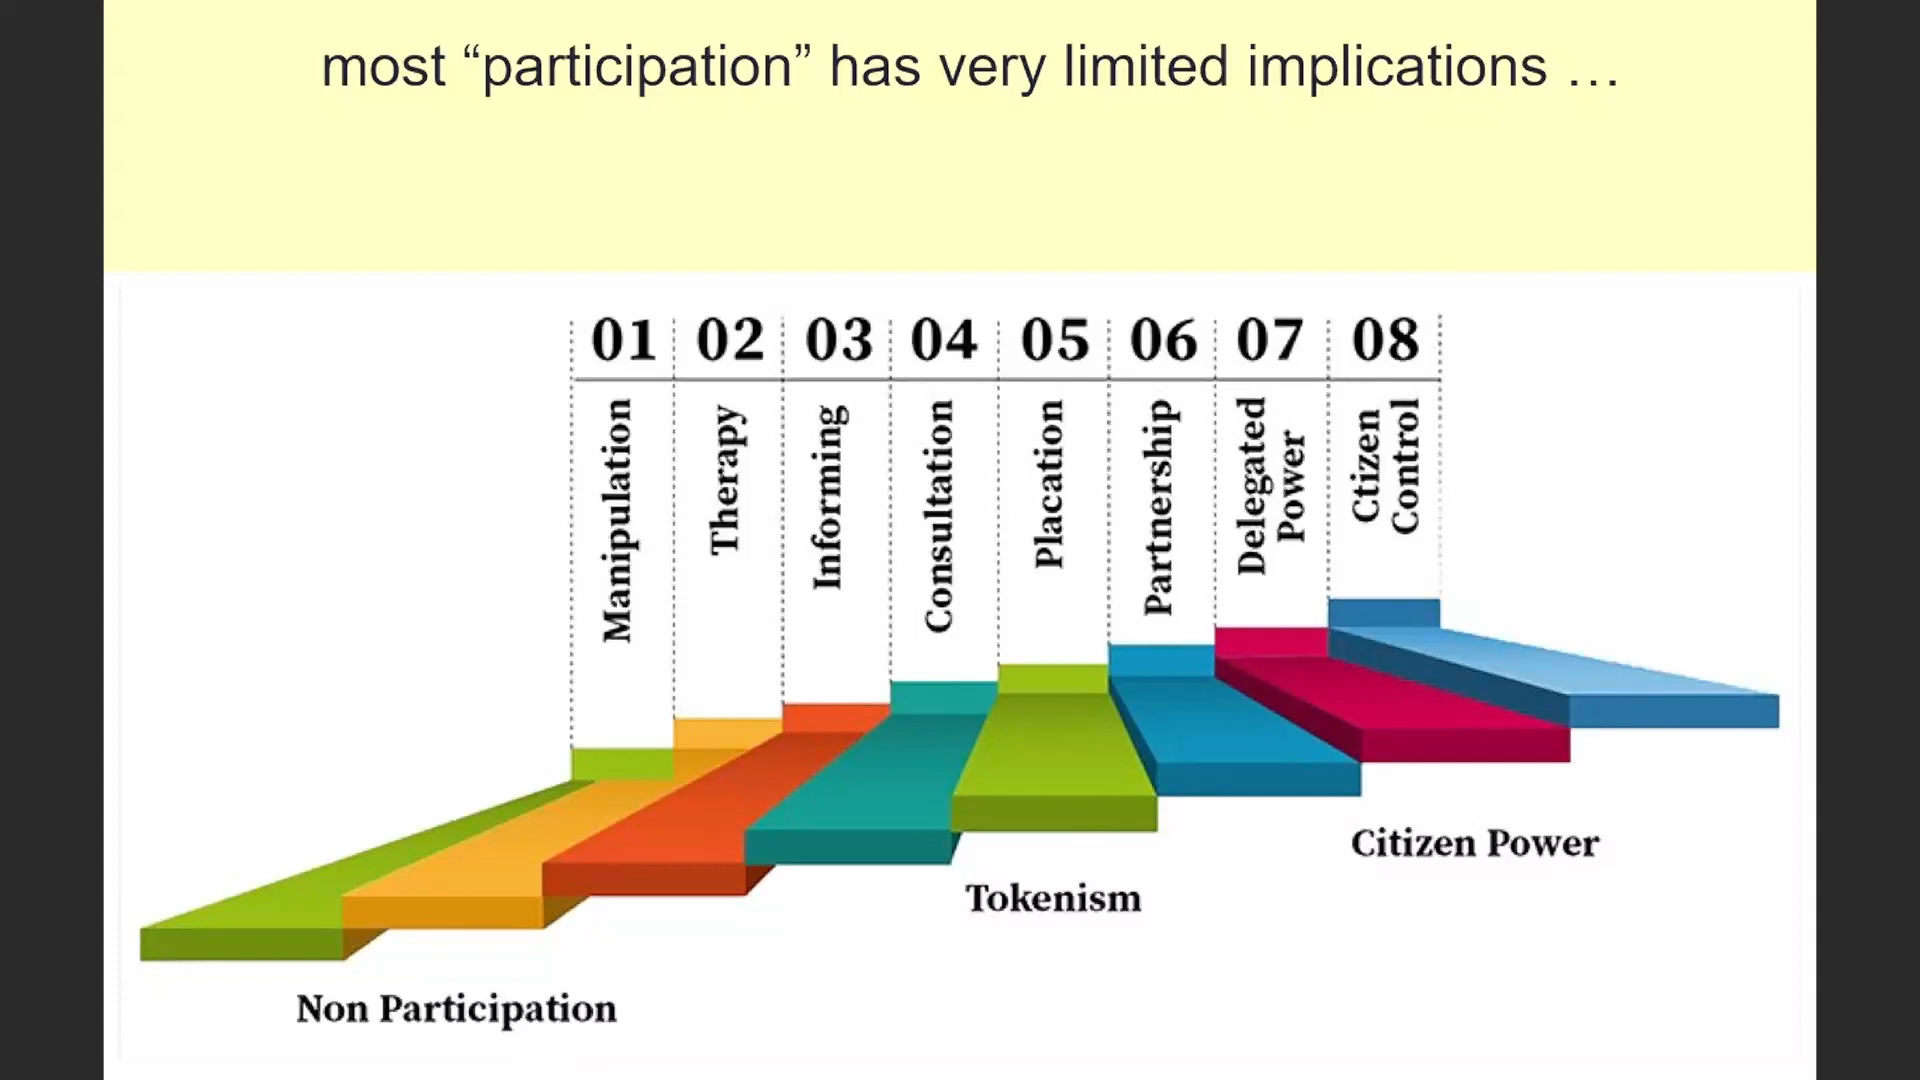 most “participation” has very limited implications …
01 02 03 04 05 06 07 08
Manipulation
Therapy
Informing
Consultation
Placation
Partnership
Delegated
Power
Ctizen
Control
Citizen Power
Tokenism
Non Participation